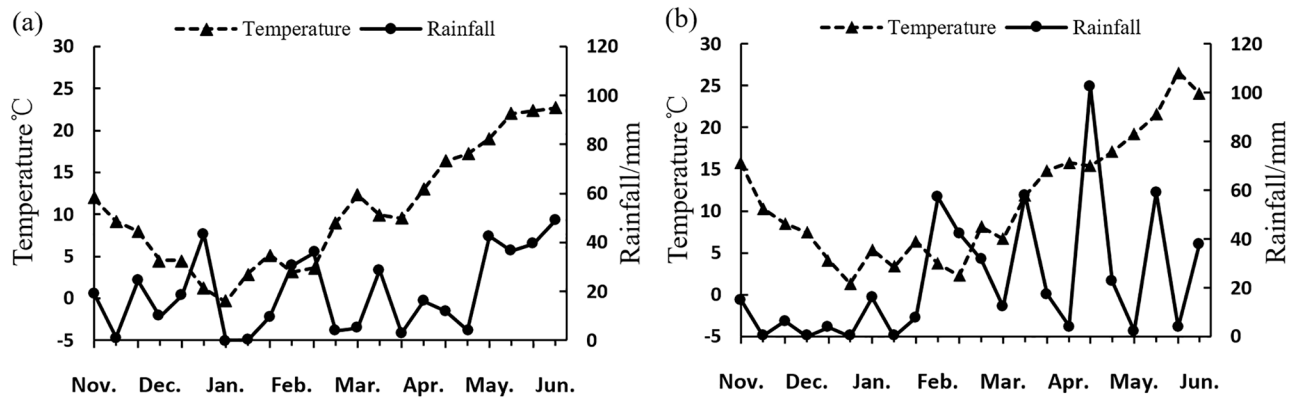 (a)
Temperature Rainfall
30 120
25 100
20 80
15 60
10 40
5 20
0 0
-5
Temperature℃
Rainfall/mm
Nov. Dec. Jan. Feb. Mar. Apr. May. Jun.
(b)
Temperature Rainfall
30 120
25 100
20 80
15 60
10 40
5 20
0 0
-5
Temperature℃
Rainfall/mm
Nov. Dec. Jan. Feb. Mar. Apr. May. Jun.